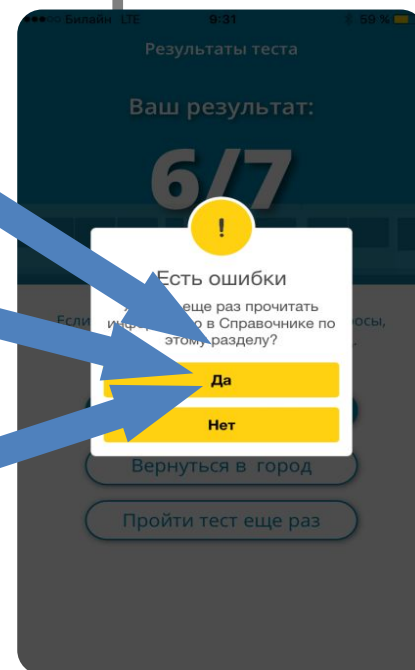 Билайн LTE 9:31 59 %
Результаты теста
Ваш результат:
6/7
!
Есть ошибки
еще раз прочитать
в Справочнике по
этому разделу?
Если
Да
Нет
Вернуться в город
Пройти тест еще раз